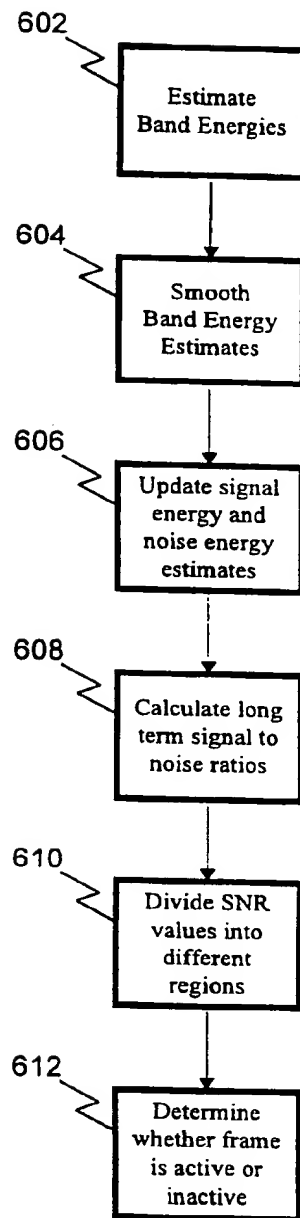 602
Estimate
Band Energies
604
Smooth
Band Energy
Estimates
606
Update signal
energy and
noise energy
estimates
608
Calculate long
term signal to
noise ratios
610
Divide SNR
values into
different
regions
612
Determine
whether frame
is active or
inactive